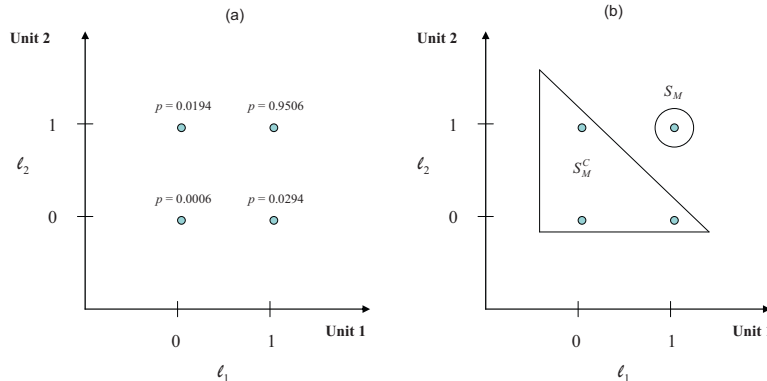 (a)
Unit 2
p = 0.0194
p = 0.9506
1
ℓ2
p = 0.0006
p = 0.0294
0
Unit 1
0
1
ℓ1
(b)
Unit 2
S_M
1
ℓ2
S_M^C
0
Unit 1
0
1
ℓ1